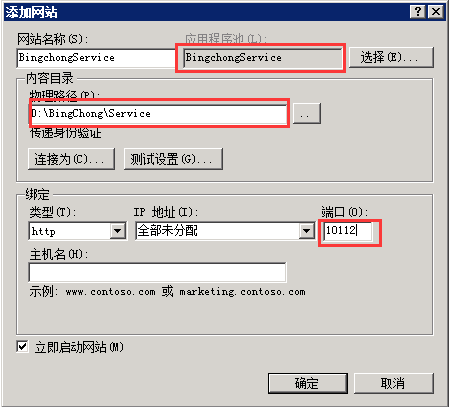 添加网站
网站名称(S):
应用程序池(L):
BingchongService
BingchongService
选择(E)...
内容目录
物理路径(P):
D:\BingChong\Service
..
传递身份验证
连接为(C)...
测试设置(G)...
绑定
类型(T):
IP 地址(I):
端口(O):
http
全部未分配
10112
主机名(H):
示例: www.contoso.com 或 marketing.contoso.com
立即启动网站(M)
确定
取消